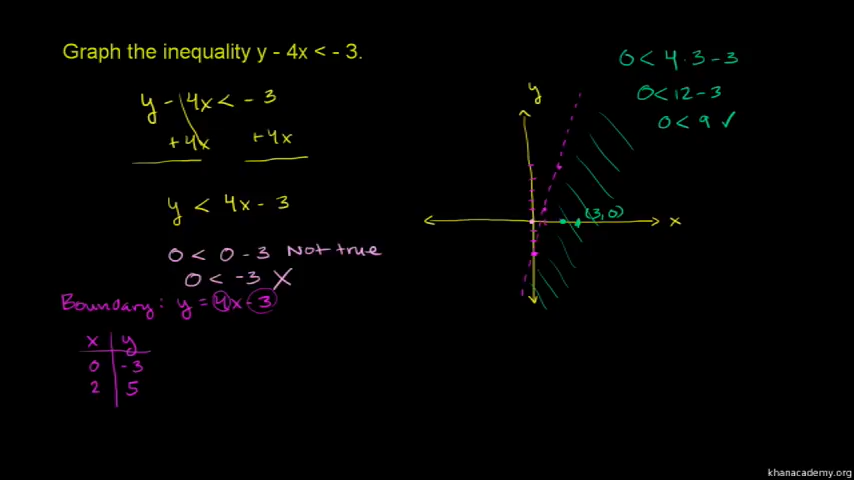 Graph the inequality y - 4x < - 3.
y - 4x < - 3
+4x +4x
y < 4x - 3
0 < 0 - 3 Not true
0 < -3 X
Boundary: y = 4x - 3
x y
0 -3
2 5
y
x
(3,0)
0 < 4 · 3 - 3
0 < 12 - 3
0 < 9 ✓
khanacademy.org